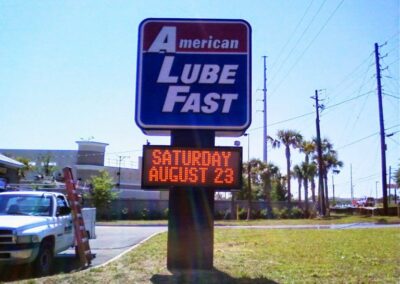 American
Lube
Fast
SATURDAY
AUGUST 23